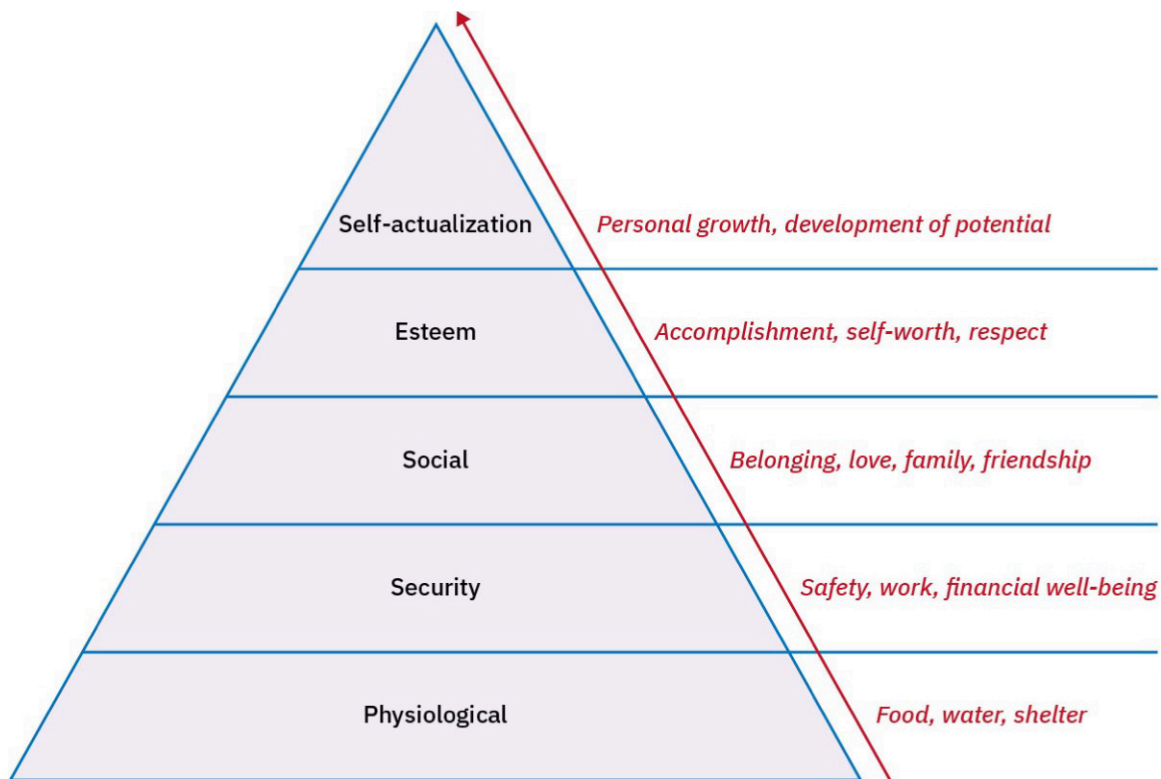 Self-actualization
Personal growth, development of potential
Esteem
Accomplishment, self-worth, respect
Social
Belonging, love, family, friendship
Security
Safety, work, financial well-being
Physiological
Food, water, shelter